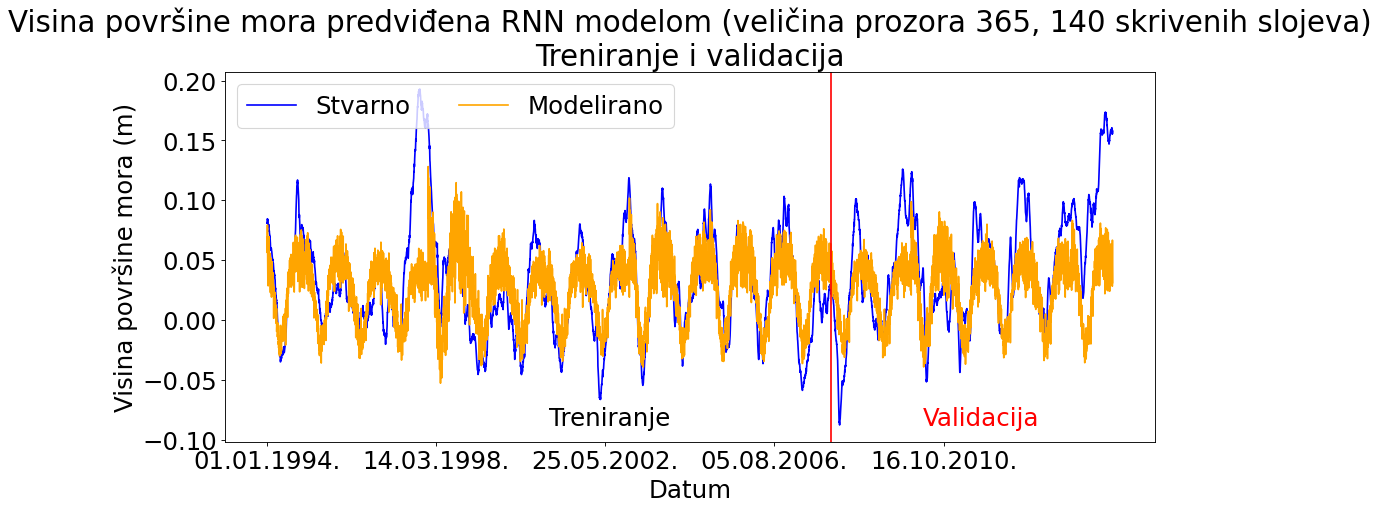 Visina površine mora predviđena RNN modelom (veličina prozora 365, 140 skrivenih slojeva)
Treniranje i validacija
Stvarno
Modelirano
Visina površine mora (m)
0.20
0.15
0.10
0.05
0.00
−0.05
−0.10
Treniranje
Validacija
01.01.1994.
14.03.1998.
25.05.2002.
05.08.2006.
16.10.2010.
Datum